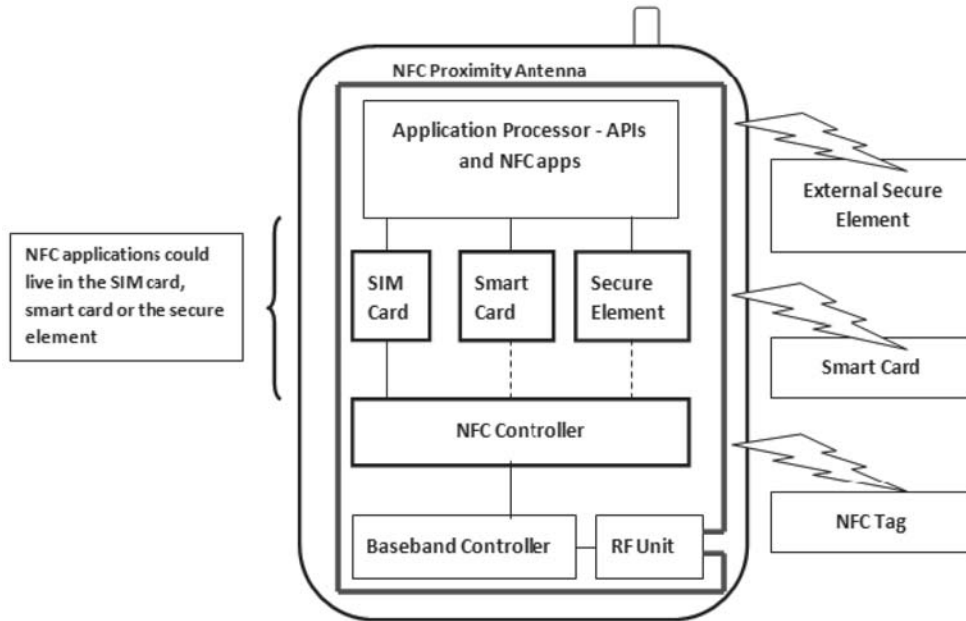 NFC Proximity Antenna
Application Processor - APIs
and NFC apps
External Secure
Element
NFC applications could
live in the SIM card,
smart card or the secure
element
SIM
Card
Smart
Card
Secure
Element
Smart Card
NFC Controller
NFC Tag
Baseband Controller
RF Unit